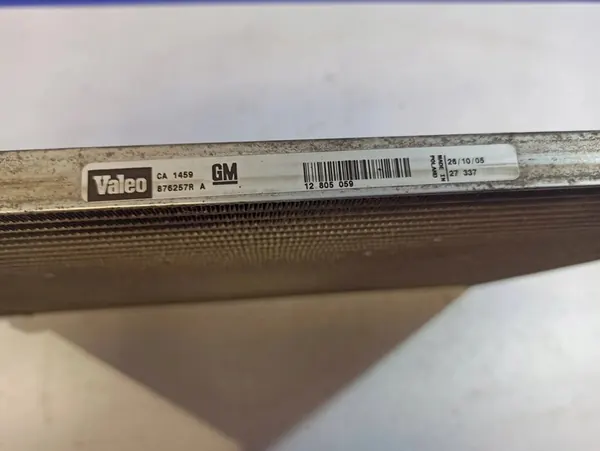 Valeo
CA 1459
876257R A
GM
12 805 059
MADE IN
POLAND
26/10/05
27 337